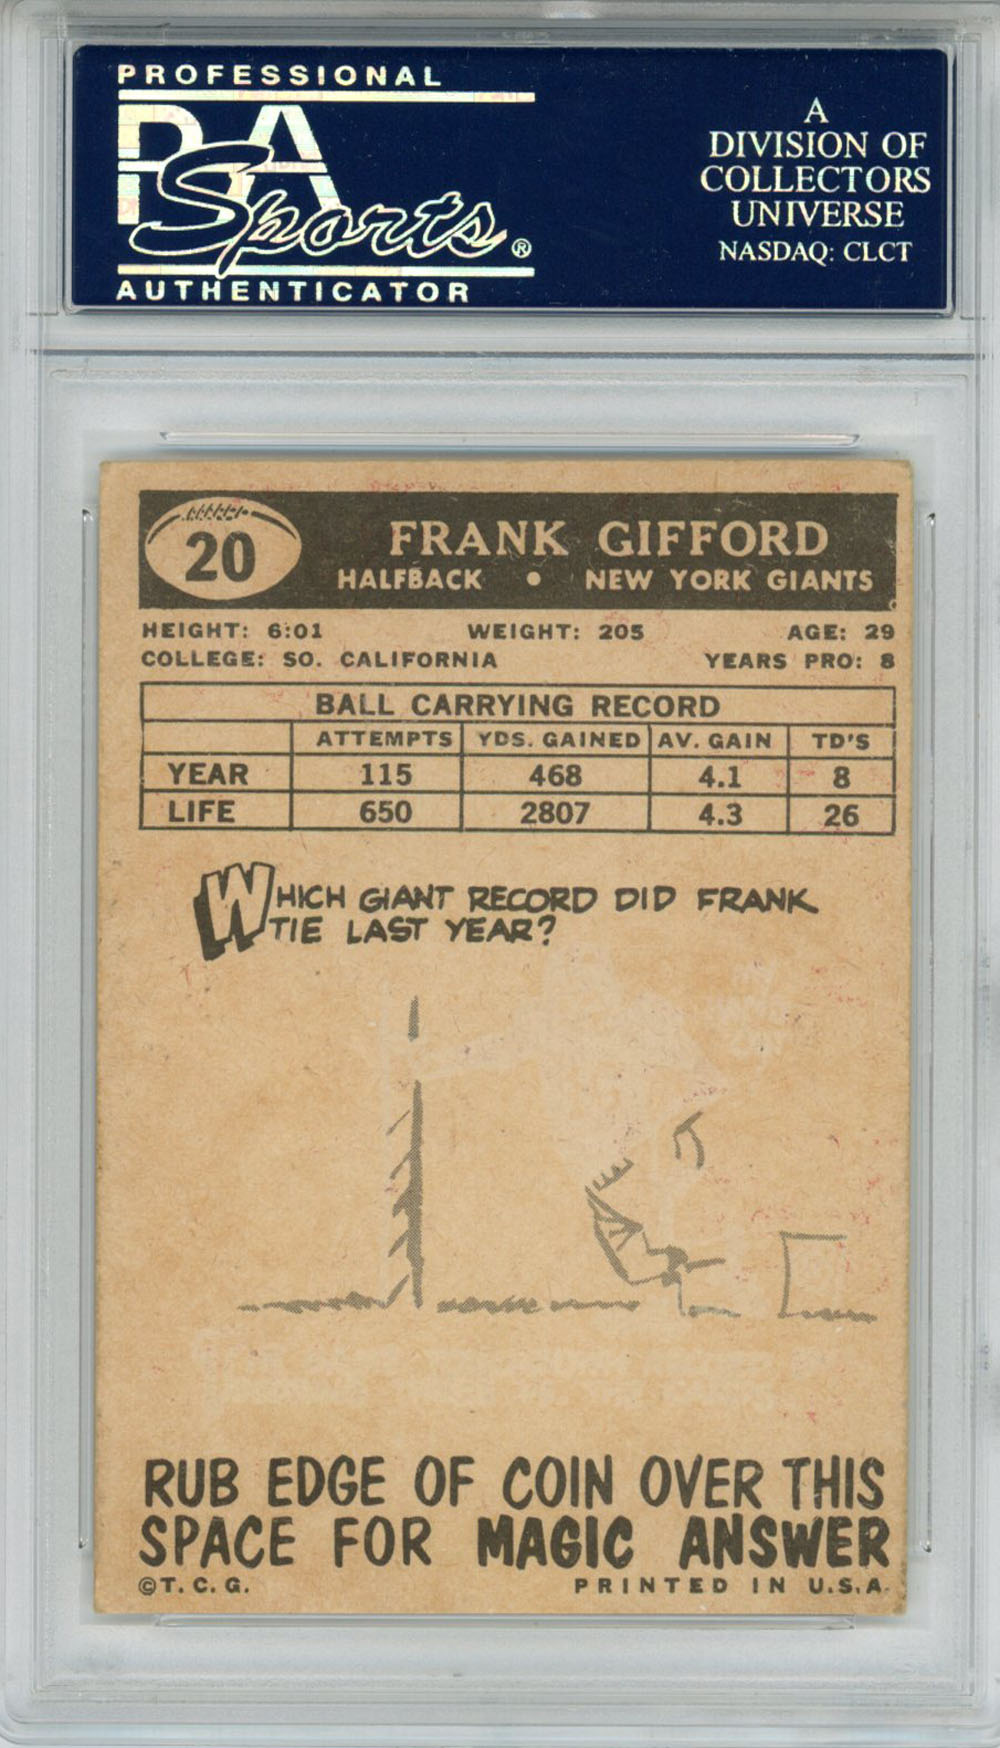 PROFESSIONAL
PSA
Sports®
AUTHENTICATOR
A
DIVISION OF
COLLECTORS
UNIVERSE
NASDAQ: CLCT
20
FRANK GIFFORD
HALFBACK • NEW YORK GIANTS
HEIGHT: 6:01 WEIGHT: 205 AGE: 29
COLLEGE: SO. CALIFORNIA YEARS PRO: 8
BALL CARRYING RECORD
ATTEMPTS YDS. GAINED AV. GAIN TD'S
YEAR 115 468 4.1 8
LIFE 650 2807 4.3 26
WHICH GIANT RECORD DID FRANK
TIE LAST YEAR?
RUB EDGE OF COIN OVER THIS
SPACE FOR MAGIC ANSWER
©T. C. G. PRINTED IN U.S.A.